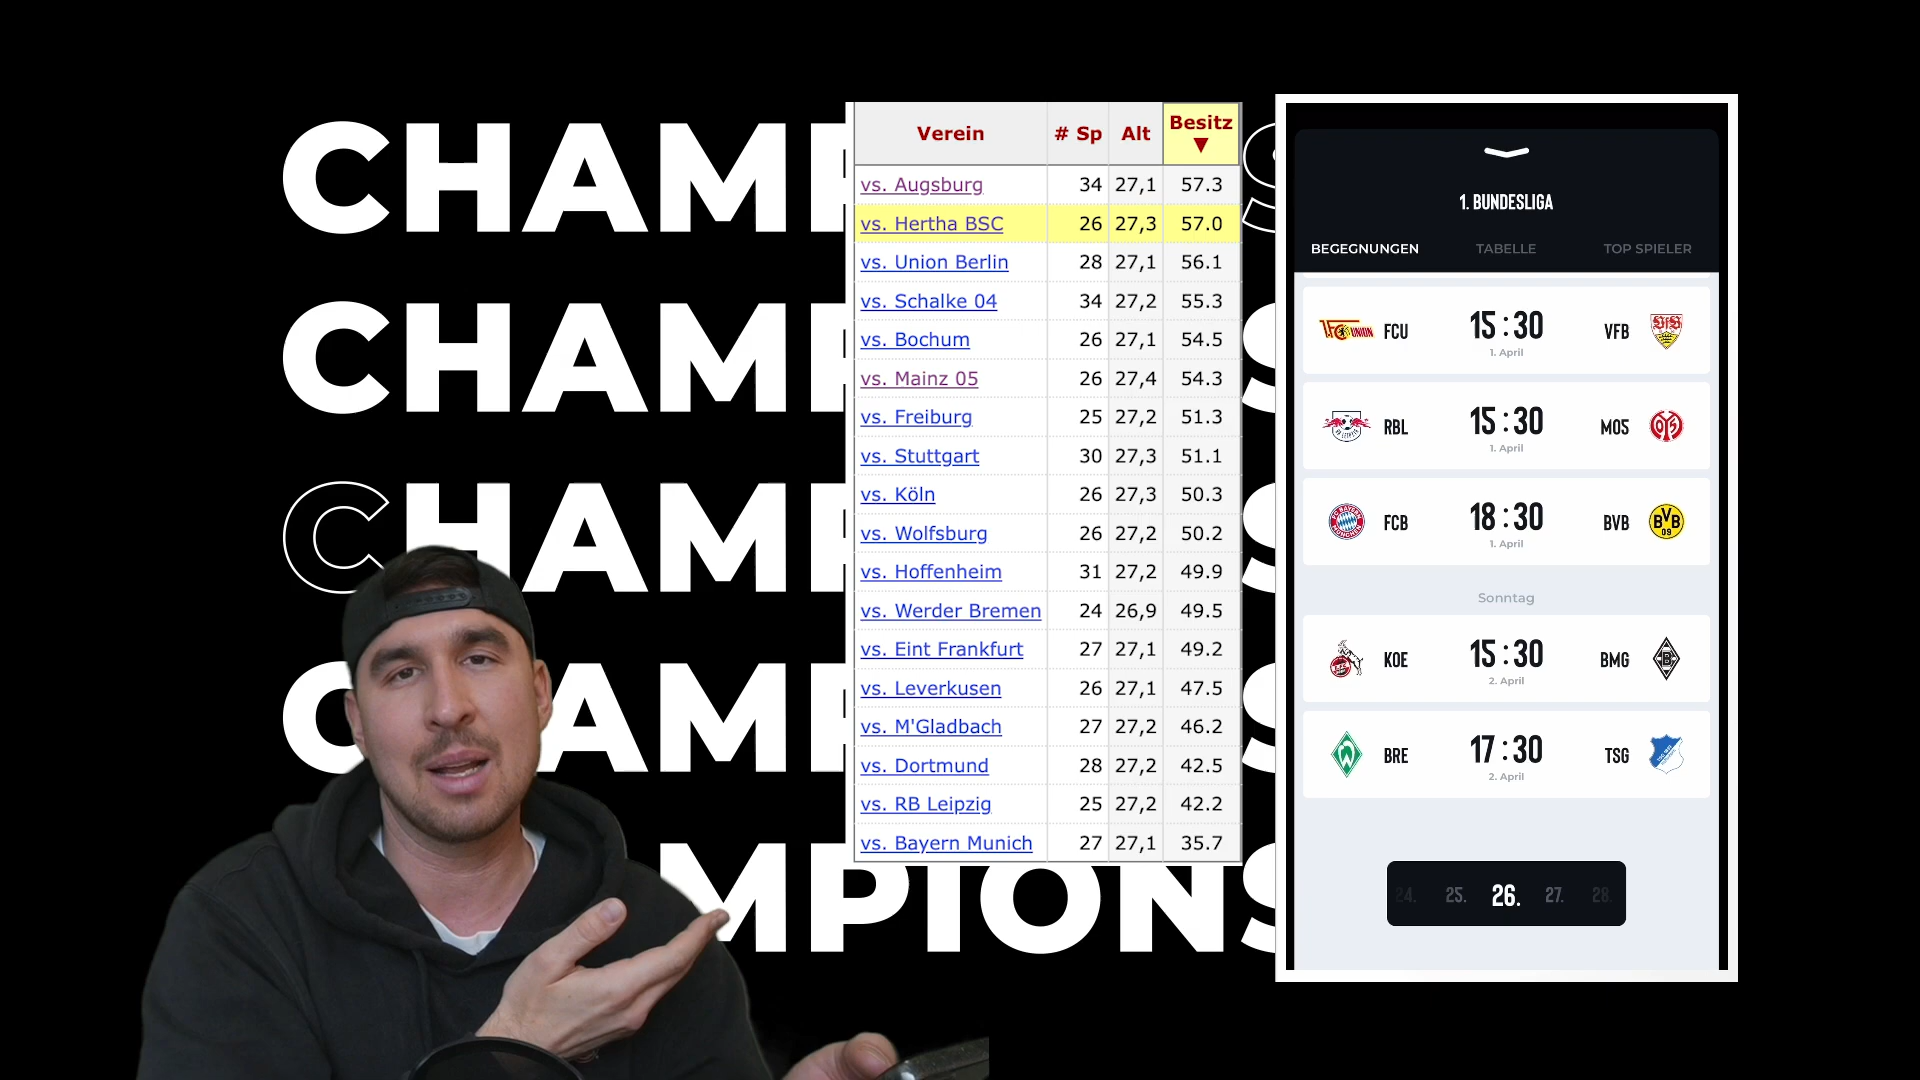 CHAMP
CHAMP
CHAMP
CHAMP
MPIONS
Verein # Sp Alt Besitz ▼
vs. Augsburg 34 27,1 57.3
vs. Hertha BSC 26 27,3 57.0
vs. Union Berlin 28 27,1 56.1
vs. Schalke 04 34 27,2 55.3
vs. Bochum 26 27,1 54.5
vs. Mainz 05 26 27,4 54.3
vs. Freiburg 25 27,2 51.3
vs. Stuttgart 30 27,3 51.1
vs. Köln 26 27,3 50.3
vs. Wolfsburg 26 27,2 50.2
vs. Hoffenheim 31 27,2 49.9
vs. Werder Bremen 24 26,9 49.5
vs. Eint Frankfurt 27 27,1 49.2
vs. Leverkusen 26 27,1 47.5
vs. M'Gladbach 27 27,2 46.2
vs. Dortmund 28 27,2 42.5
vs. RB Leipzig 25 27,2 42.2
vs. Bayern Munich 27 27,1 35.7
1. BUNDESLIGA
BEGEGNUNGEN TABELLE TOP SPIELER
FCU 15:30 VFB
1. April
RBL 15:30 M05
1. April
FCB 18:30 BVB
1. April
Sonntag
KOE 15:30 BMG
2. April
BRE 17:30 TSG
2. April
24. 25. 26. 27. 28.